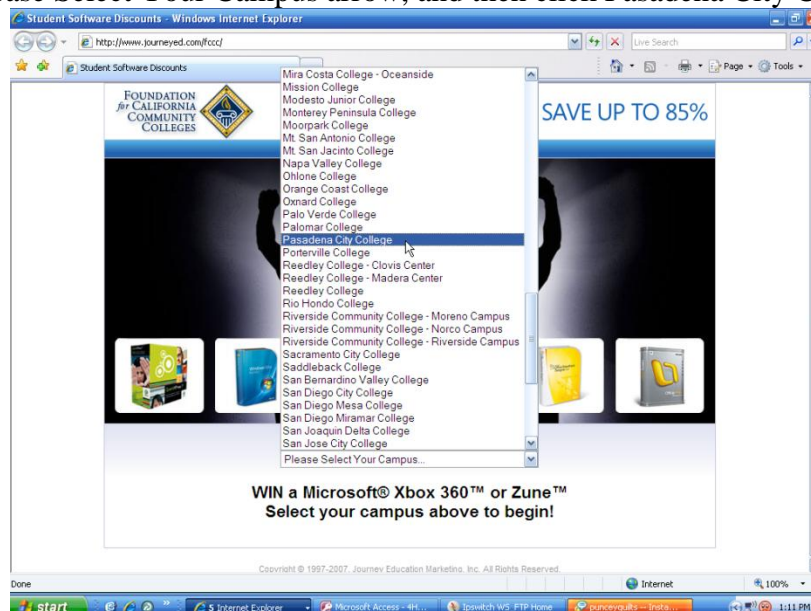 ase Select Your Campus arrow, and then click Pasadena City C
Student Software Discounts - Windows Internet Explorer
http://www.journeyed.com/fccc/
Live Search
Student Software Discounts
Page
Tools
FOUNDATION
for CALIFORNIA
COMMUNITY
COLLEGES
SAVE UP TO 85%
Mira Costa College - Oceanside
Mission College
Modesto Junior College
Monterey Peninsula College
Moorpark College
Mt. San Antonio College
Mt. San Jacinto College
Napa Valley College
Ohlone College
Orange Coast College
Oxnard College
Palo Verde College
Palomar College
Pasadena City College
Porterville College
Reedley College - Clovis Center
Reedley College - Madera Center
Reedley College
Rio Hondo College
Riverside Community College - Moreno Campus
Riverside Community College - Norco Campus
Riverside Community College - Riverside Campus
Sacramento City College
Saddleback College
San Bernardino Valley College
San Diego City College
San Diego Mesa College
San Diego Miramar College
San Joaquin Delta College
San Jose City College
Please Select Your Campus...
WIN a Microsoft® Xbox 360™ or Zune™
Select your campus above to begin!
Copyright © 1997-2007. Journey Education Marketing, Inc. All Rights Reserved.
Done
Internet
100%
start
5 Internet Explorer
Microsoft Access - 4H...
Ipswitch WS_FTP Home
punceyquilts -- Insta...
1:11 PM